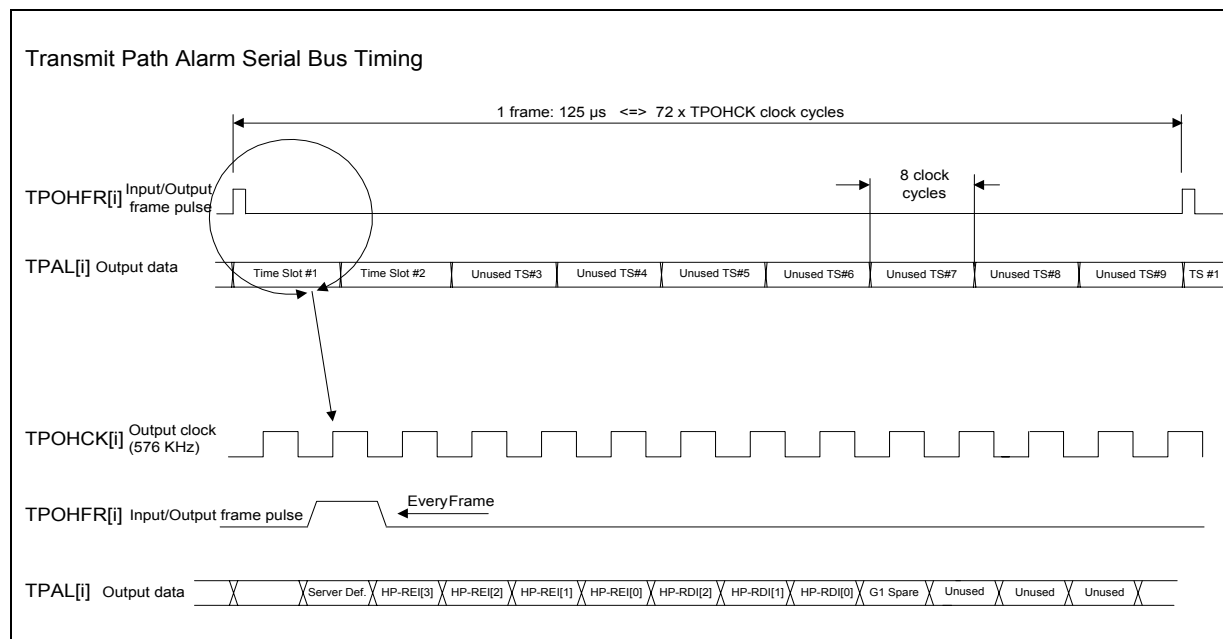 Transmit Path Alarm Serial Bus Timing
1 frame: 125 µs <=> 72 x TPOHCK clock cycles
TPOHFR[i] Input/Output frame pulse
8 clock cycles
TPAL[i] Output data
Time Slot #1 Time Slot #2 Unused TS#3 Unused TS#4 Unused TS#5 Unused TS#6 Unused TS#7 Unused TS#8 Unused TS#9 TS #1
TPOHCK[i] Output clock (576 KHz)
TPOHFR[i] Input/Output frame pulse
EveryFrame
TPAL[i] Output data
Server Def. HP-REI[3] HP-REI[2] HP-REI[1] HP-REI[0] HP-RDI[2] HP-RDI[1] HP-RDI[0] G1 Spare Unused Unused Unused